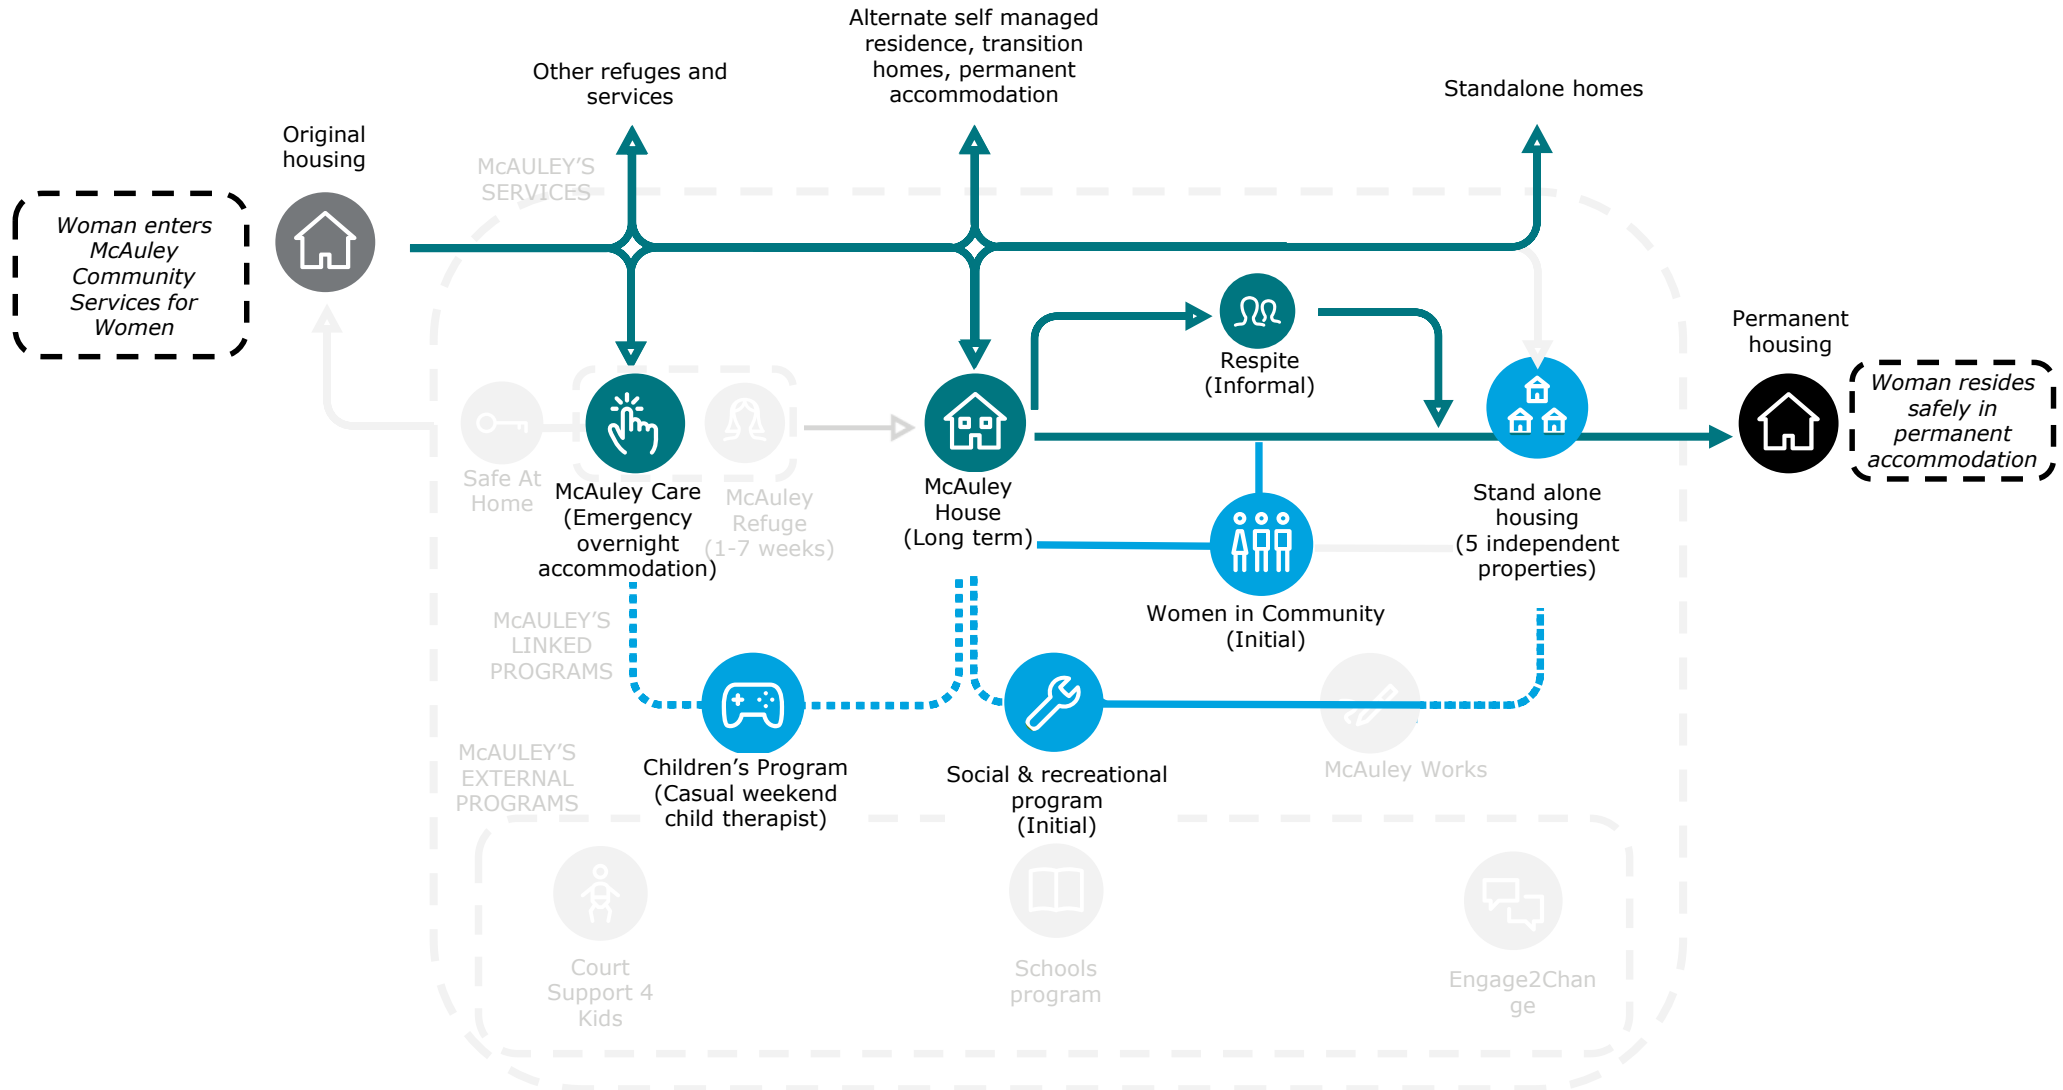 Alternate self managed
residence, transition
homes, permanent
accommodation
Other refuges and
services
Standalone homes
Original
housing
McAULEY'S
SERVICES
Woman enters
McAuley
Community
Services for
Women
Permanent
housing
Respite
(Informal)
Woman resides
safely in
permanent
accommodation
Safe At
Home
McAuley Care
(Emergency
overnight
accommodation)
McAuley
Refuge
(1-7 weeks)
McAuley
House
(Long term)
Stand alone
housing
(5 independent
properties)
McAULEY'S
LINKED
PROGRAMS
Women in Community
(Initial)
McAULEY'S
EXTERNAL
PROGRAMS
Children's Program
(Casual weekend
child therapist)
Social & recreational
program
(Initial)
McAuley Works
Court
Support 4
Kids
Schools
program
Engage2Chan
ge